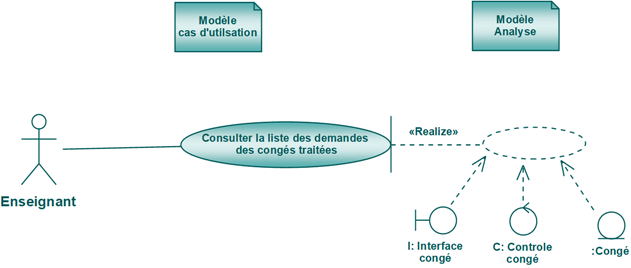 Modèle
cas d'utilsation
Modèle
Analyse
Consulter la liste des demandes
des congés traitées
«Realize»
Enseignant
I: Interface
congé
C: Controle
congé
:Congé